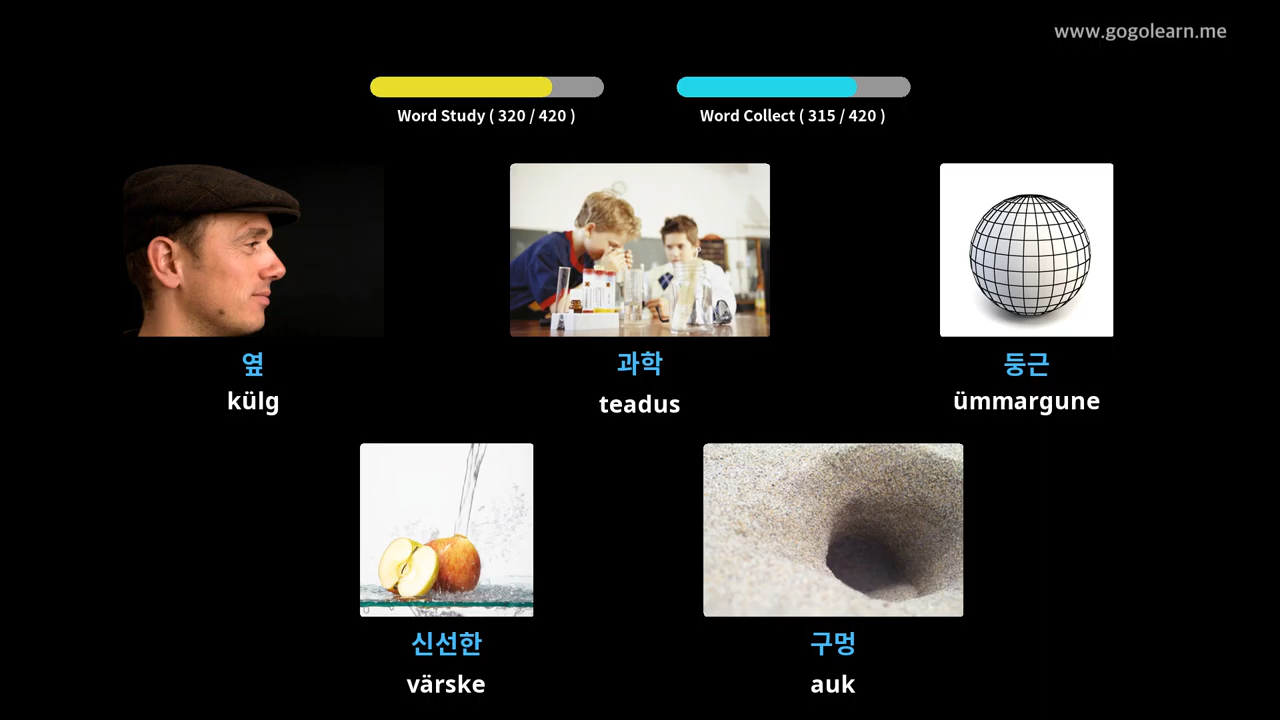 www.gogolearn.me
Word Study ( 320 / 420 )
Word Collect ( 315 / 420 )
옆
külg
과학
teadus
둥근
ümmargune
신선한
värske
구멍
auk